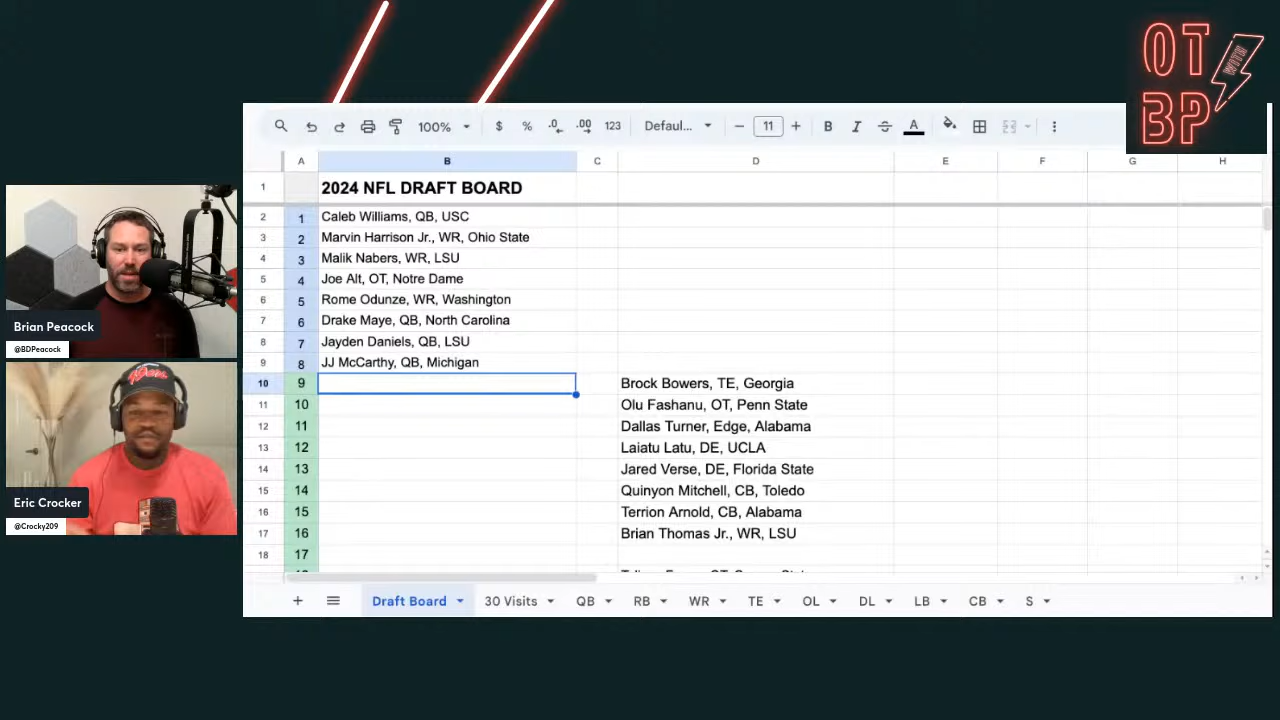 OT
WITH
BP
100%
$
%
.0
.00
123
Defaul...
11
B
I
S
A
A
B
C
D
E
F
G
H
1
2024 NFL DRAFT BOARD
2 1 Caleb Williams, QB, USC
3 2 Marvin Harrison Jr., WR, Ohio State
4 3 Malik Nabers, WR, LSU
5 4 Joe Alt, OT, Notre Dame
6 5 Rome Odunze, WR, Washington
7 6 Drake Maye, QB, North Carolina
8 7 Jayden Daniels, QB, LSU
9 8 JJ McCarthy, QB, Michigan
10 9 Brock Bowers, TE, Georgia
11 10 Olu Fashanu, OT, Penn State
12 11 Dallas Turner, Edge, Alabama
13 12 Laiatu Latu, DE, UCLA
14 13 Jared Verse, DE, Florida State
15 14 Quinyon Mitchell, CB, Toledo
16 15 Terrion Arnold, CB, Alabama
17 16 Brian Thomas Jr., WR, LSU
18 17
Draft Board
30 Visits
QB
RB
WR
TE
OL
DL
LB
CB
S
Brian Peacock
@BDPeacock
Eric Crocker
@Crocky209